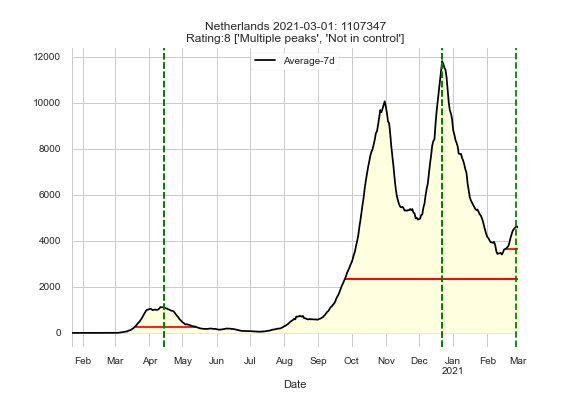 Netherlands 2021-03-01: 1107347
Rating:8 ['Multiple peaks', 'Not in control']
Average-7d
12000
10000
8000
6000
4000
2000
0
Feb Mar Apr May Jun Jul Aug Sep Oct Nov Dec Jan Feb Mar
2021
Date